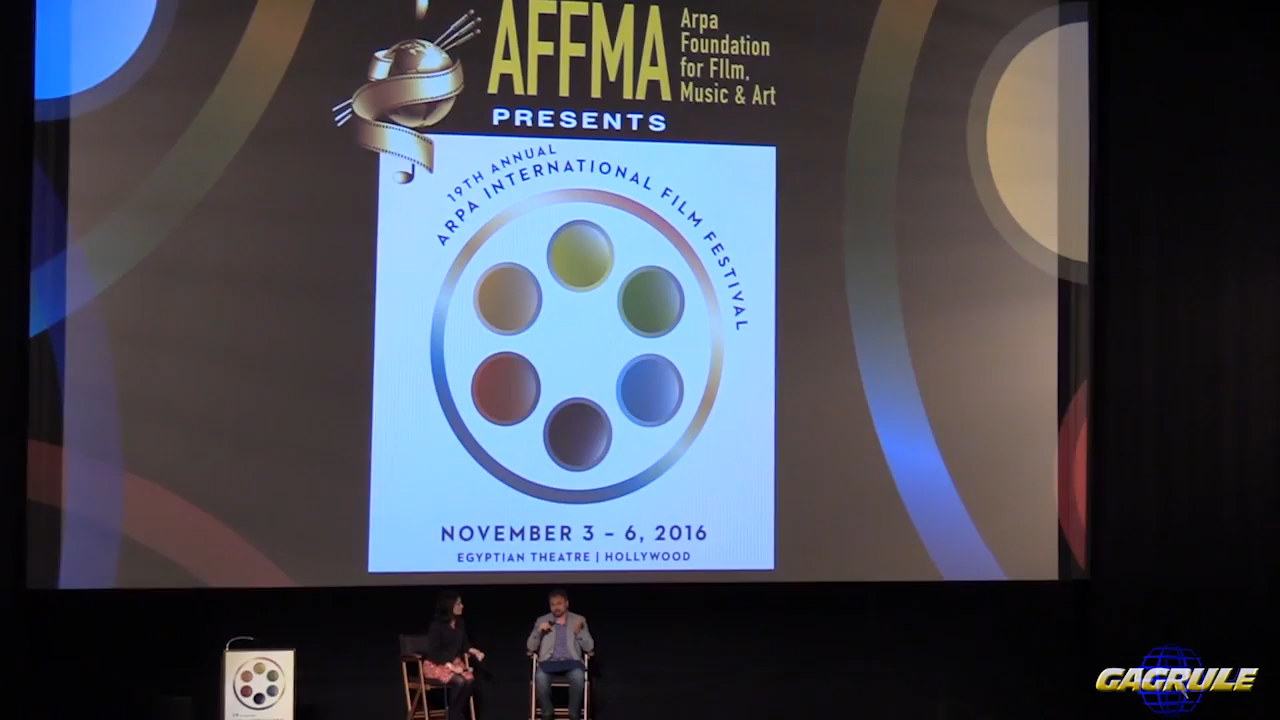 AFFMA
Arpa
Foundation
for FIlm,
Music & Art
PRESENTS
19TH ANNUAL
ARPA INTERNATIONAL FILM FESTIVAL
NOVEMBER 3 - 6, 2016
EGYPTIAN THEATRE | HOLLYWOOD
GAGRULE